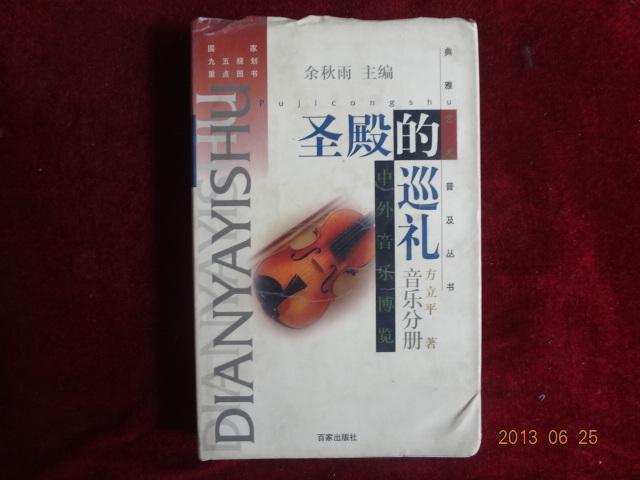 国家
九五规划
重点图书
余秋雨 主编
Pujicongshu
典雅艺术普及丛书
圣殿的
巡礼
中外音乐博览
音乐分册
方立平 著
DIANYAYISHU
百家出版社
2013 06 25